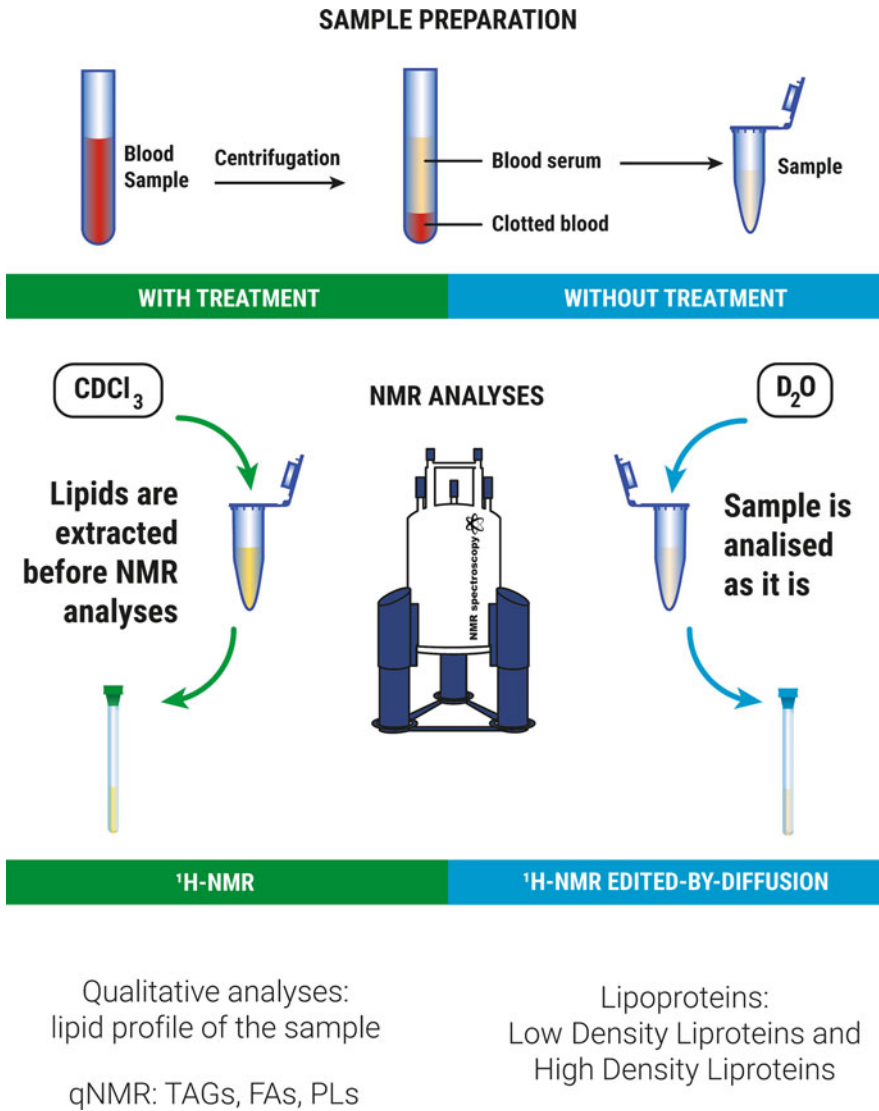 SAMPLE PREPARATION
Blood
Sample
Centrifugation
Blood serum
Clotted blood
Sample
WITH TREATMENT
WITHOUT TREATMENT
CDCl₃
NMR ANALYSES
D₂O
Lipids are
extracted
before NMR
analyses
NMR spectroscopy
Sample is
analised
as it is
¹H-NMR
¹H-NMR EDITED-BY-DIFFUSION
Qualitative analyses:
lipid profile of the sample
qNMR: TAGs, FAs, PLs
Lipoproteins:
Low Density Liproteins and
High Density Liproteins